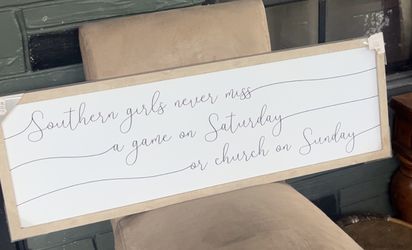 Southern girls never miss
a game on Saturday
or church on Sunday